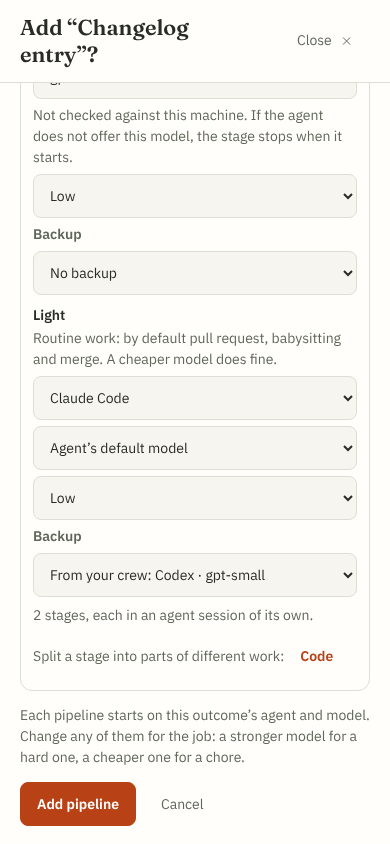 Add “Changelog
entry”?
Close ×
Not checked against this machine. If the agent
does not offer this model, the stage stops when it
starts.
Low
Backup
No backup
Light
Routine work: by default pull request, babysitting
and merge. A cheaper model does fine.
Claude Code
Agent’s default model
Low
Backup
From your crew: Codex · gpt-small
2 stages, each in an agent session of its own.
Split a stage into parts of different work: Code
Each pipeline starts on this outcome’s agent and model.
Change any of them for the job: a stronger model for a
hard one, a cheaper one for a chore.
Add pipeline Cancel